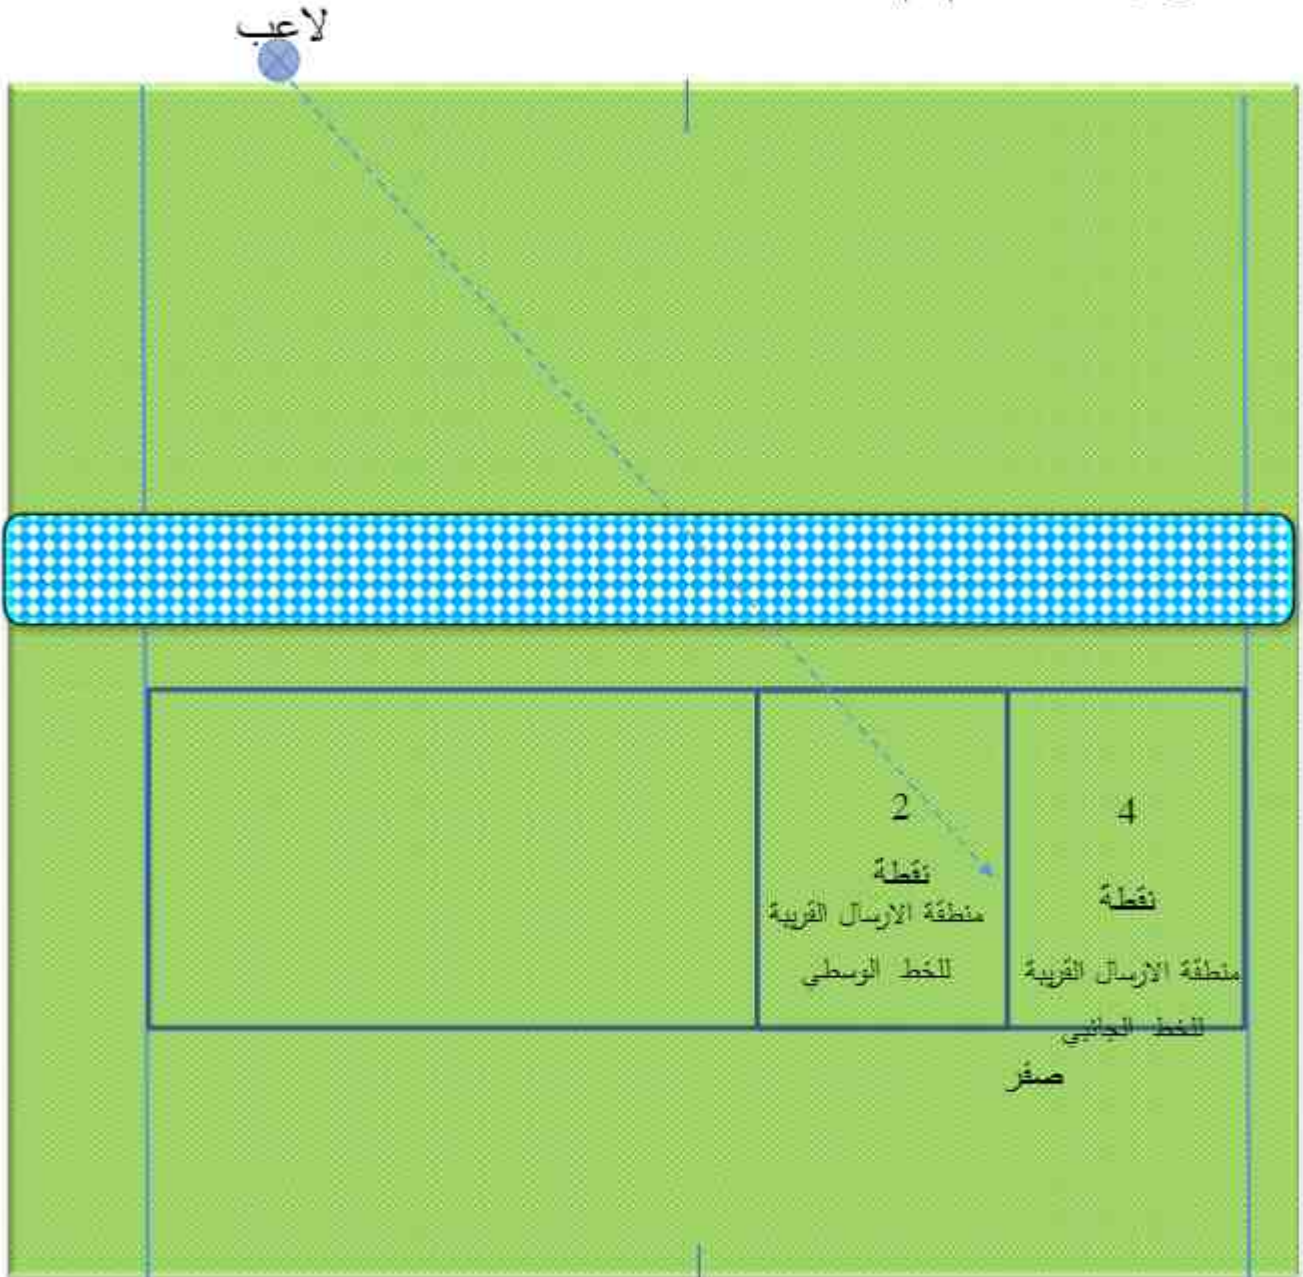 لاعب
2
نقطة
منطقة الارسال القريبة
للخط الوسطي
4
نقطة
منطقة الارسال القريبة
للخط الجانبي
صفر